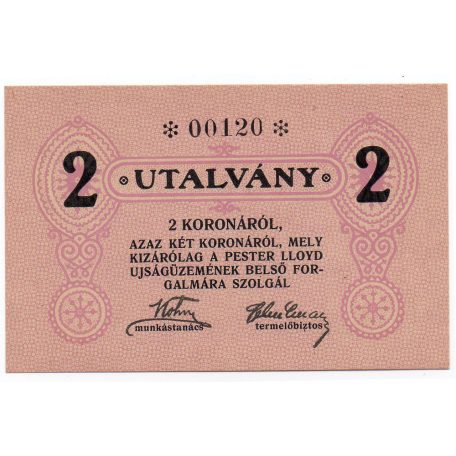 * 00120 *
2 • UTALVÁNY • 2
2 KORONÁRÓL,
AZAZ KÉT KORONÁRÓL, MELY
KIZÁRÓLAG A PESTER LLOYD
UJSÁGÜZEMÉNEK BELSŐ FOR-
GALMÁRA SZOLGÁL
munkástanács termelőbiztos